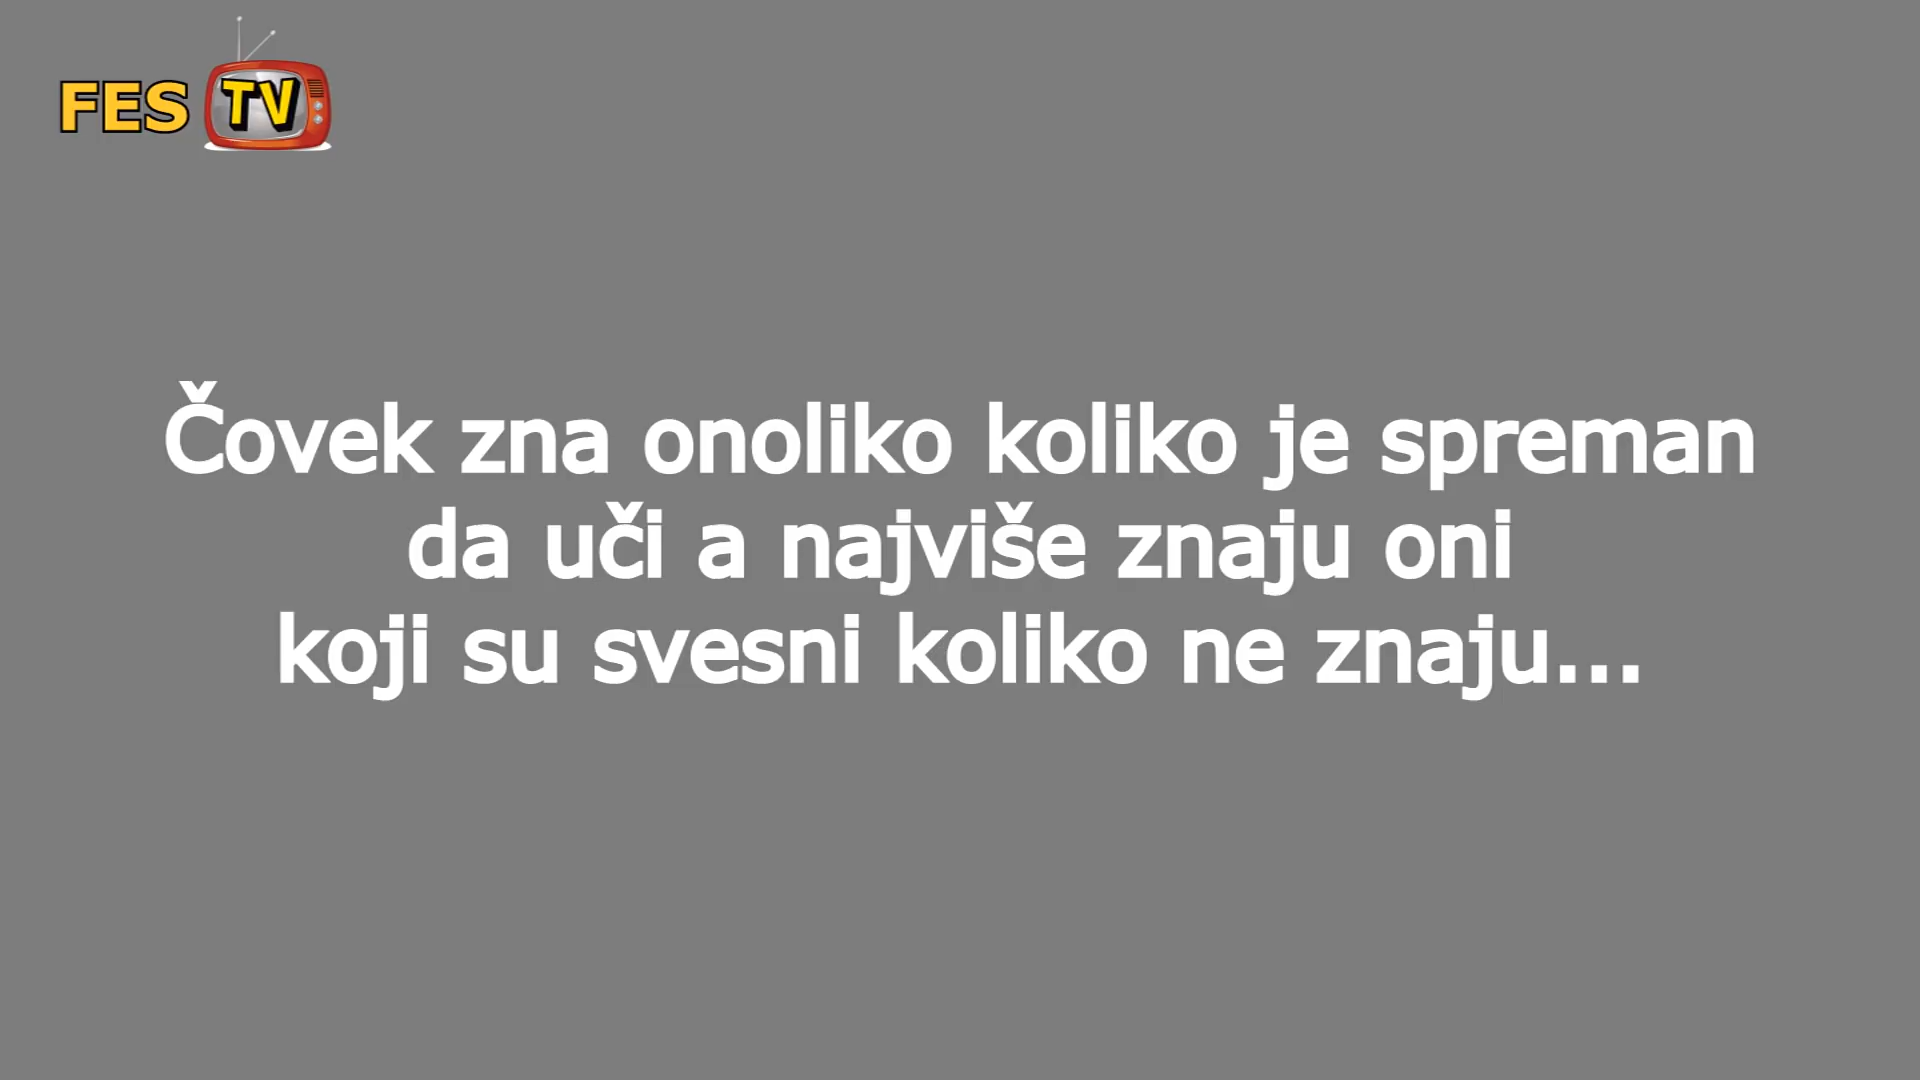 FES TV
Čovek zna onoliko koliko je spreman
da uči a najviše znaju oni
koji su svesni koliko ne znaju...